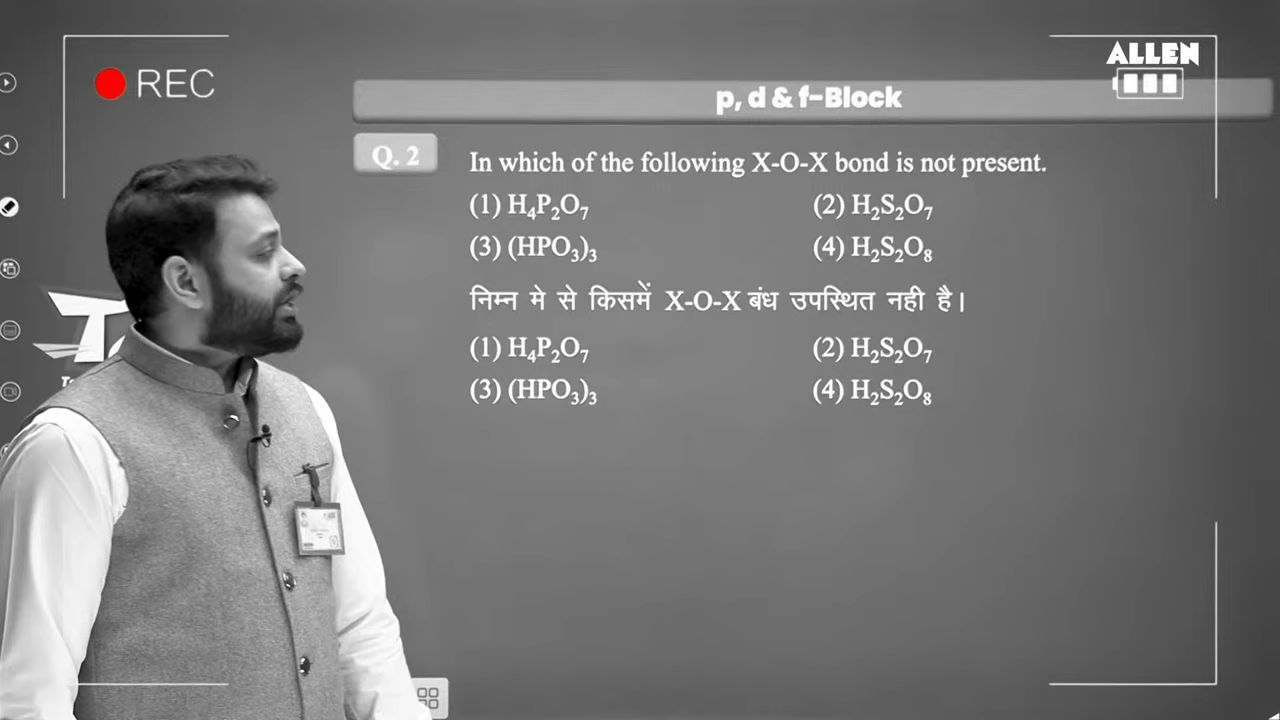 ALLEN
REC
p, d & f-Block
Q. 2 In which of the following X-O-X bond is not present.
(1) H₄P₂O₇ (2) H₂S₂O₇
(3) (HPO₃)₃ (4) H₂S₂O₈
निम्न मे से किसमें X-O-X बंध उपस्थित नही है।
(1) H₄P₂O₇ (2) H₂S₂O₇
(3) (HPO₃)₃ (4) H₂S₂O₈